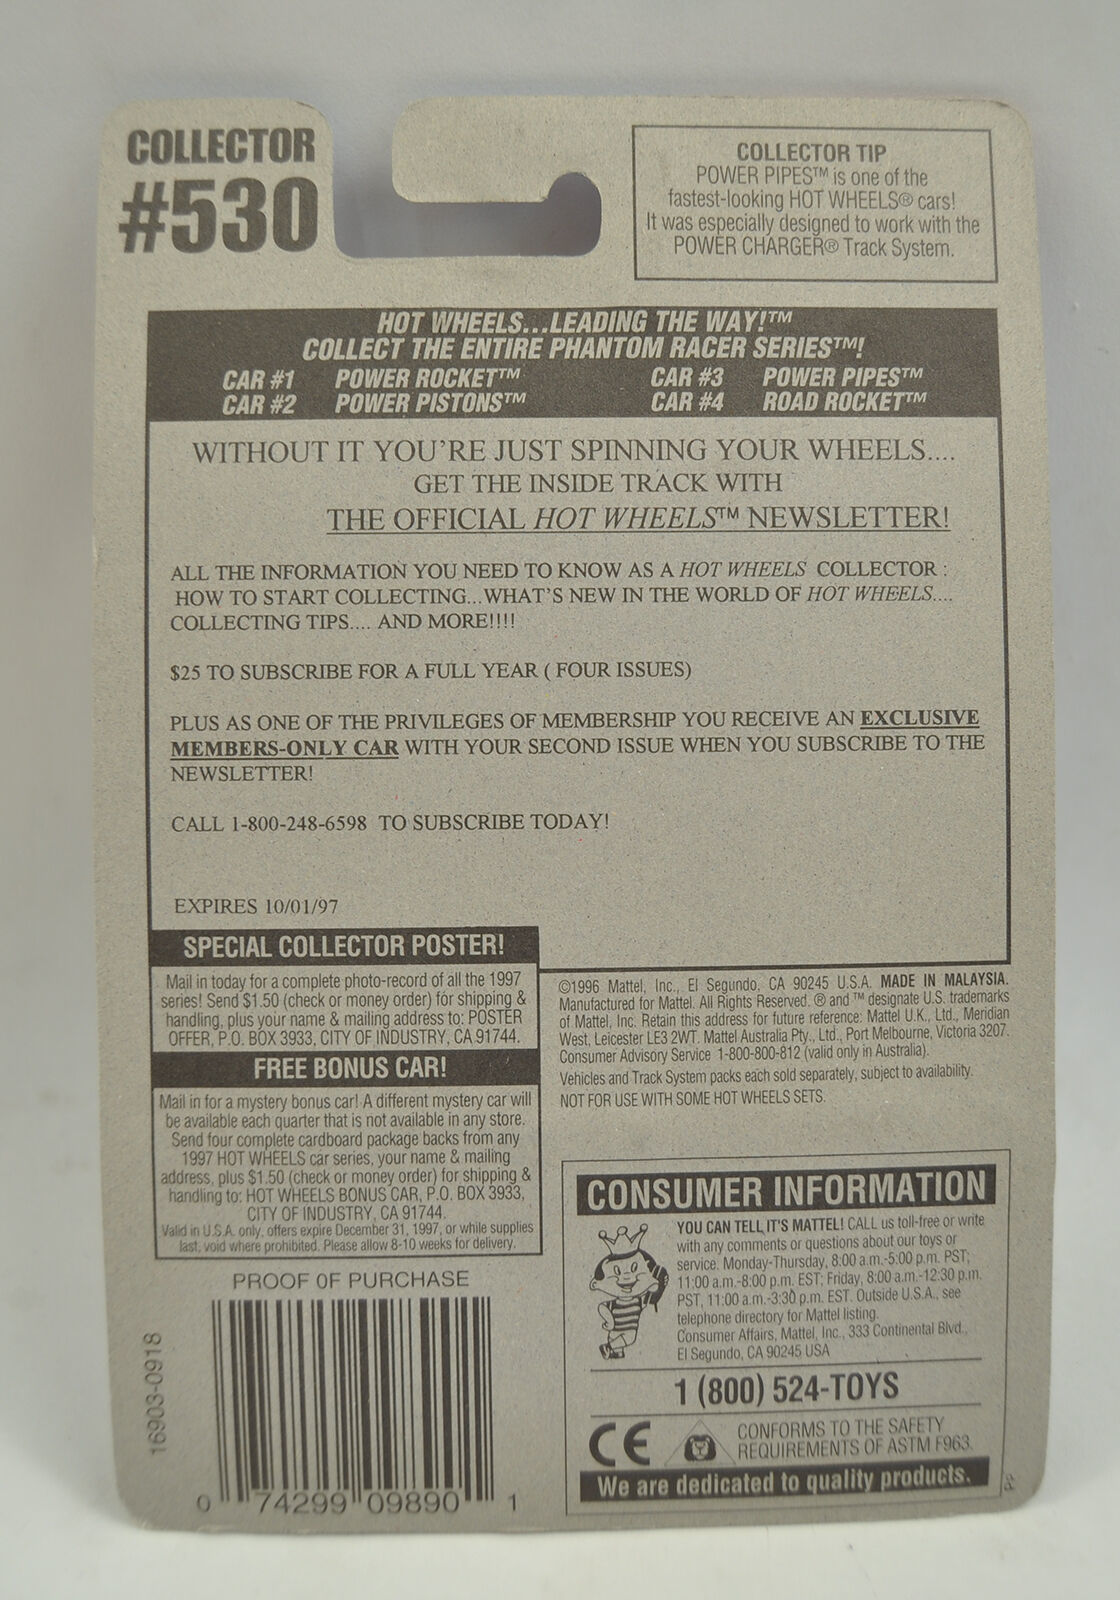 COLLECTOR
#530
COLLECTOR TIP
POWER PIPES™ is one of the
fastest-looking HOT WHEELS® cars!
It was especially designed to work with the
POWER CHARGER® Track System.
HOT WHEELS...LEADING THE WAY!™
COLLECT THE ENTIRE PHANTOM RACER SERIES™!
CAR #1 POWER ROCKET™ CAR #3 POWER PIPES™
CAR #2 POWER PISTONS™ CAR #4 ROAD ROCKET™
WITHOUT IT YOU'RE JUST SPINNING YOUR WHEELS....
GET THE INSIDE TRACK WITH
THE OFFICIAL HOT WHEELS™ NEWSLETTER!
ALL THE INFORMATION YOU NEED TO KNOW AS A HOT WHEELS COLLECTOR :
HOW TO START COLLECTING...WHAT'S NEW IN THE WORLD OF HOT WHEELS....
COLLECTING TIPS.... AND MORE!!!!
$25 TO SUBSCRIBE FOR A FULL YEAR ( FOUR ISSUES)
PLUS AS ONE OF THE PRIVILEGES OF MEMBERSHIP YOU RECEIVE AN EXCLUSIVE
MEMBERS-ONLY CAR WITH YOUR SECOND ISSUE WHEN YOU SUBSCRIBE TO THE
NEWSLETTER!
CALL 1-800-248-6598 TO SUBSCRIBE TODAY!
EXPIRES 10/01/97
SPECIAL COLLECTOR POSTER!
Mail in today for a complete photo-record of all the 1997
series! Send $1.50 (check or money order) for shipping &
handling, plus your name & mailing address to: POSTER
OFFER, P.O. BOX 3933, CITY OF INDUSTRY, CA 91744.
FREE BONUS CAR!
Mail in for a mystery bonus car! A different mystery car will
be available each quarter that is not available in any store.
Send four complete cardboard package backs from any
1997 HOT WHEELS car series, your name & mailing
address, plus $1.50 (check or money order) for shipping &
handling to: HOT WHEELS BONUS CAR, P.O. BOX 3933,
CITY OF INDUSTRY, CA 91744.
Valid in U.S.A. only, offers expire December 31, 1997, or while supplies
last, void where prohibited. Please allow 8-10 weeks for delivery.
PROOF OF PURCHASE
16903-0918
0 74299 09890 1
©1996 Mattel, Inc., El Segundo, CA 90245 U.S.A. MADE IN MALAYSIA.
Manufactured for Mattel. All Rights Reserved. ® and ™ designate U.S. trademarks
of Mattel, Inc. Retain this address for future reference: Mattel U.K., Ltd., Meridian
West, Leicester LE3 2WT. Mattel Australia Pty., Ltd., Port Melbourne, Victoria 3207.
Consumer Advisory Service 1-800-800-812 (valid only in Australia).
Vehicles and Track System packs each sold separately, subject to availability.
NOT FOR USE WITH SOME HOT WHEELS SETS.
CONSUMER INFORMATION
YOU CAN TELL IT'S MATTEL! CALL us toll-free or write
with any comments or questions about our toys or
service. Monday-Thursday, 8:00 a.m.-5:00 p.m. PST;
11:00 a.m.-8:00 p.m. EST; Friday, 8:00 a.m.-12:30 p.m.
PST, 11:00 a.m.-3:30 p.m. EST. Outside U.S.A., see
telephone directory for Mattel listing.
Consumer Affairs, Mattel, Inc., 333 Continental Blvd.,
El Segundo, CA 90245 USA
1 (800) 524-TOYS
CE
CONFORMS TO THE SAFETY
REQUIREMENTS OF ASTM F963.
We are dedicated to quality products.